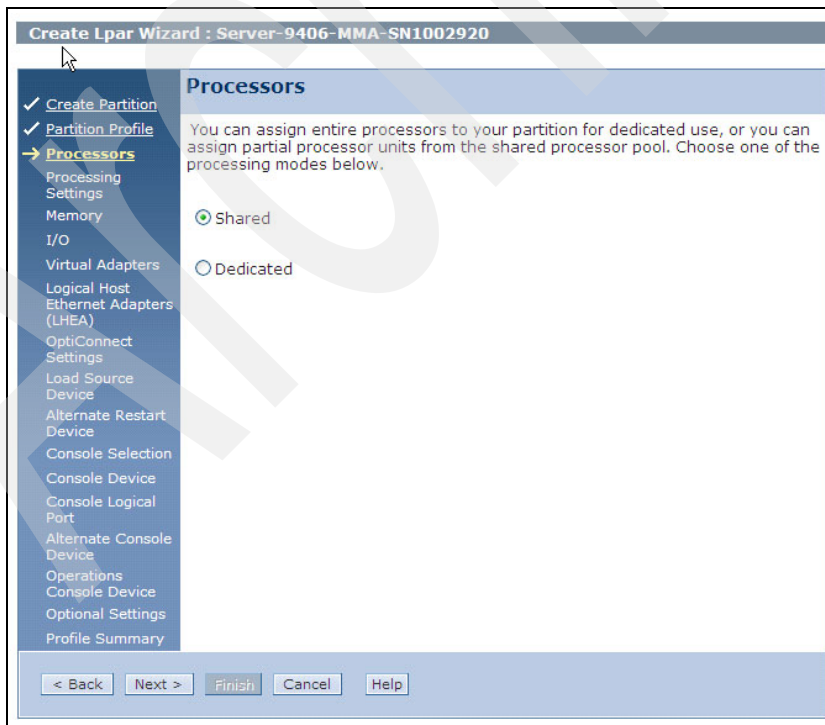 Create Lpar Wizard : Server-9406-MMA-SN1002920
Create Partition
Partition Profile
Processors
Processing
Settings
Memory
I/O
Virtual Adapters
Logical Host
Ethernet Adapters
(LHEA)
OptiConnect
Settings
Load Source
Device
Alternate Restart
Device
Console Selection
Console Device
Console Logical
Port
Alternate Console
Device
Operations
Console Device
Optional Settings
Profile Summary
Processors
You can assign entire processors to your partition for dedicated use, or you can
assign partial processor units from the shared processor pool. Choose one of the
processing modes below.
Shared
Dedicated
< Back
Next >
Finish
Cancel
Help